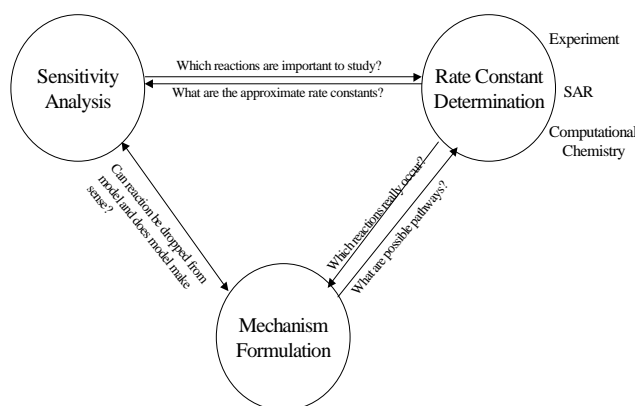 Experiment
Sensitivity
Analysis
Which reactions are important to study?
What are the approximate rate constants?
Rate Constant
Determination
SAR
Computational
Chemistry
Can reaction be dropped from
model and does model make
sense?
Which reactions really occur?
What are possible pathways?
Mechanism
Formulation